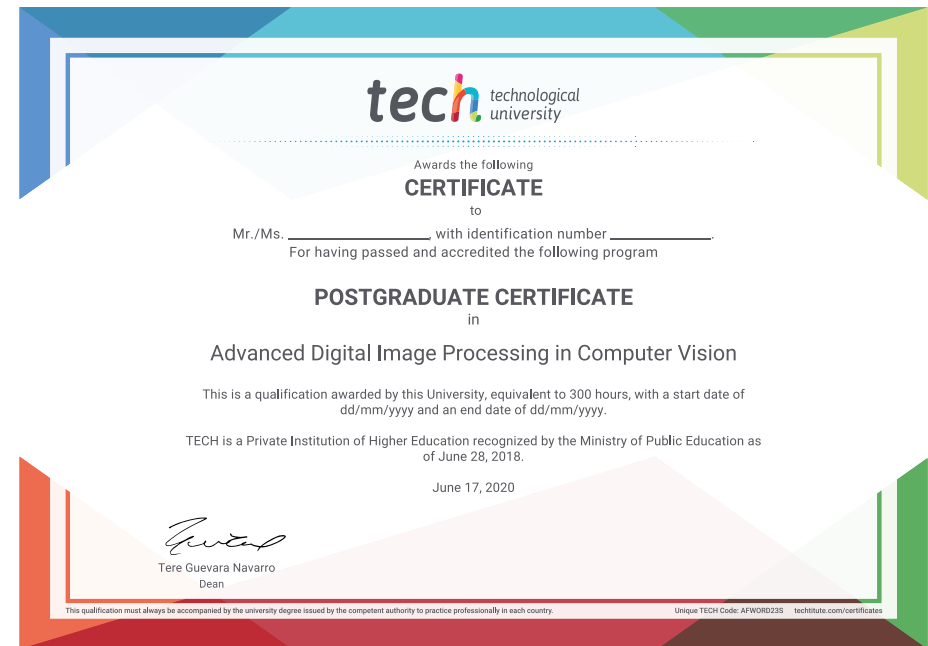 tech technological
university
Awards the following
CERTIFICATE
to
Mr./Ms. ____________________, with identification number ______________.
For having passed and accredited the following program
POSTGRADUATE CERTIFICATE
in
Advanced Digital Image Processing in Computer Vision
This is a qualification awarded by this University, equivalent to 300 hours, with a start date of
dd/mm/yyyy and an end date of dd/mm/yyyy.
TECH is a Private Institution of Higher Education recognized by the Ministry of Public Education as
of June 28, 2018.
June 17, 2020
Tere Guevara Navarro
Dean
This qualification must always be accompanied by the university degree issued by the competent authority to practice professionally in each country. Unique TECH Code: AFWORD23S techtitute.com/certificates